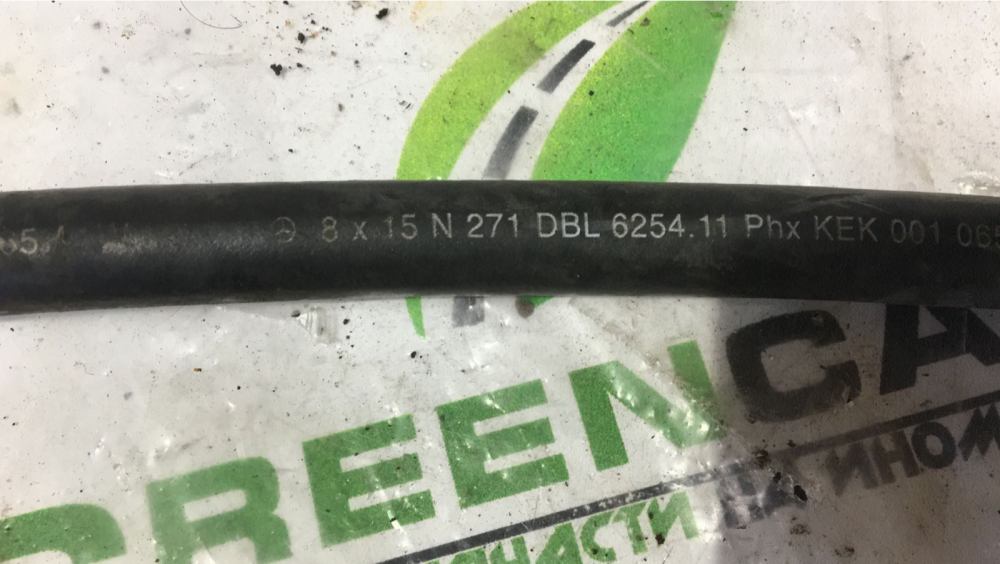 8 x 15 N 271 DBL 6254.11 Phx KEK 001
GREENCA
ЗАПЧАСТИ НА ИНОМ